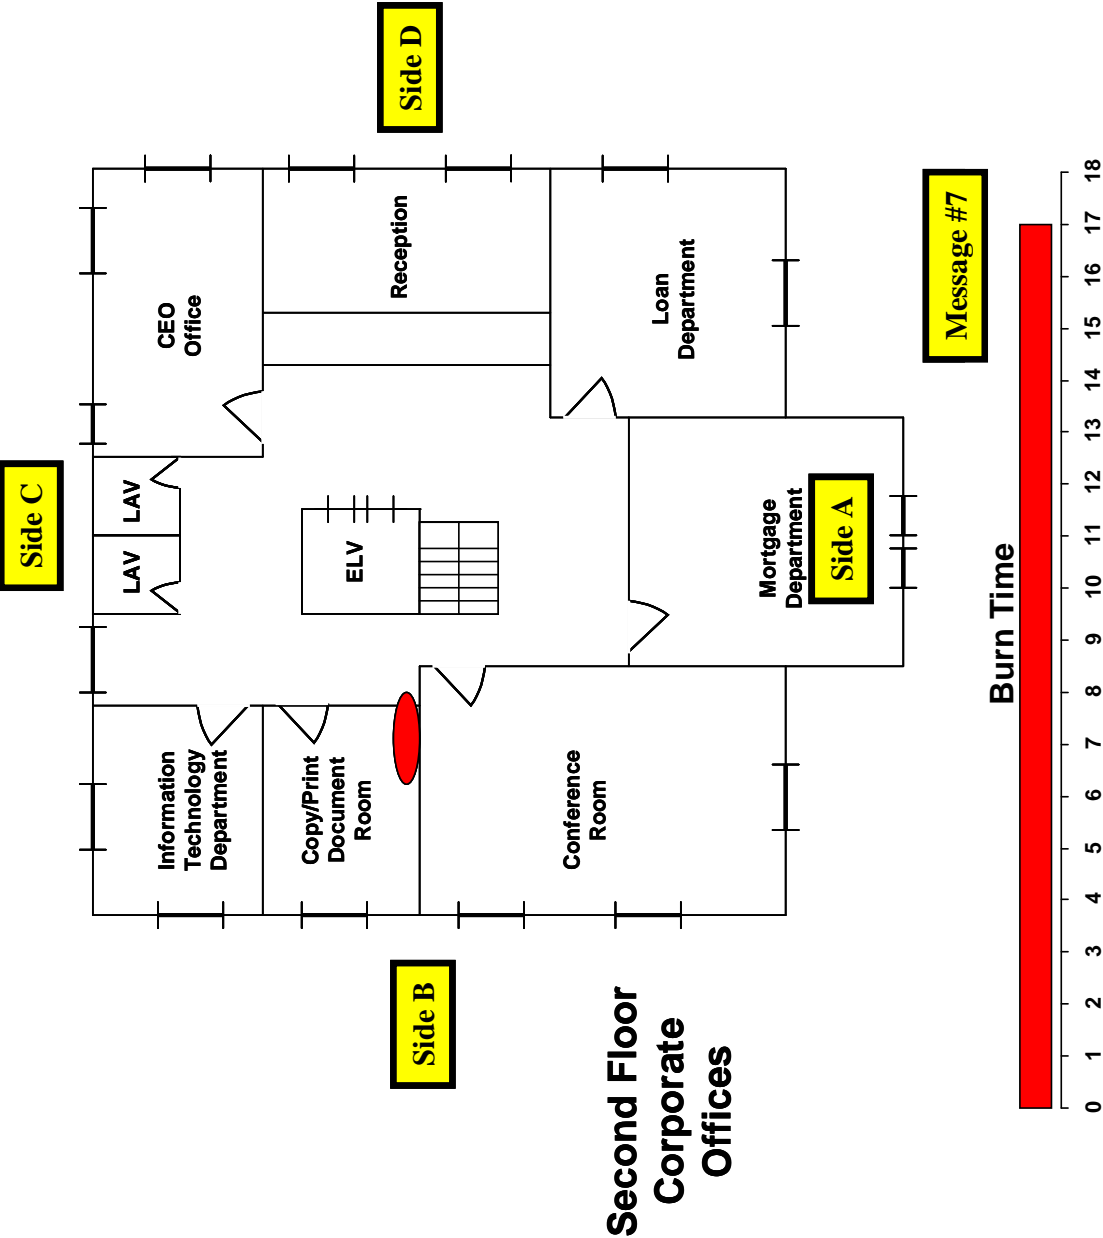 Side C
Side D
CEO
Office
LAV
LAV
Reception
Information
Technology
Department
Copy/Print
Document
Room
ELV
Loan
Department
Conference
Room
Mortgage
Department
Side A
Side B
Second Floor
Corporate
Offices
Message #7
Burn Time
0 1 2 3 4 5 6 7 8 9 10 11 12 13 14 15 16 17 18